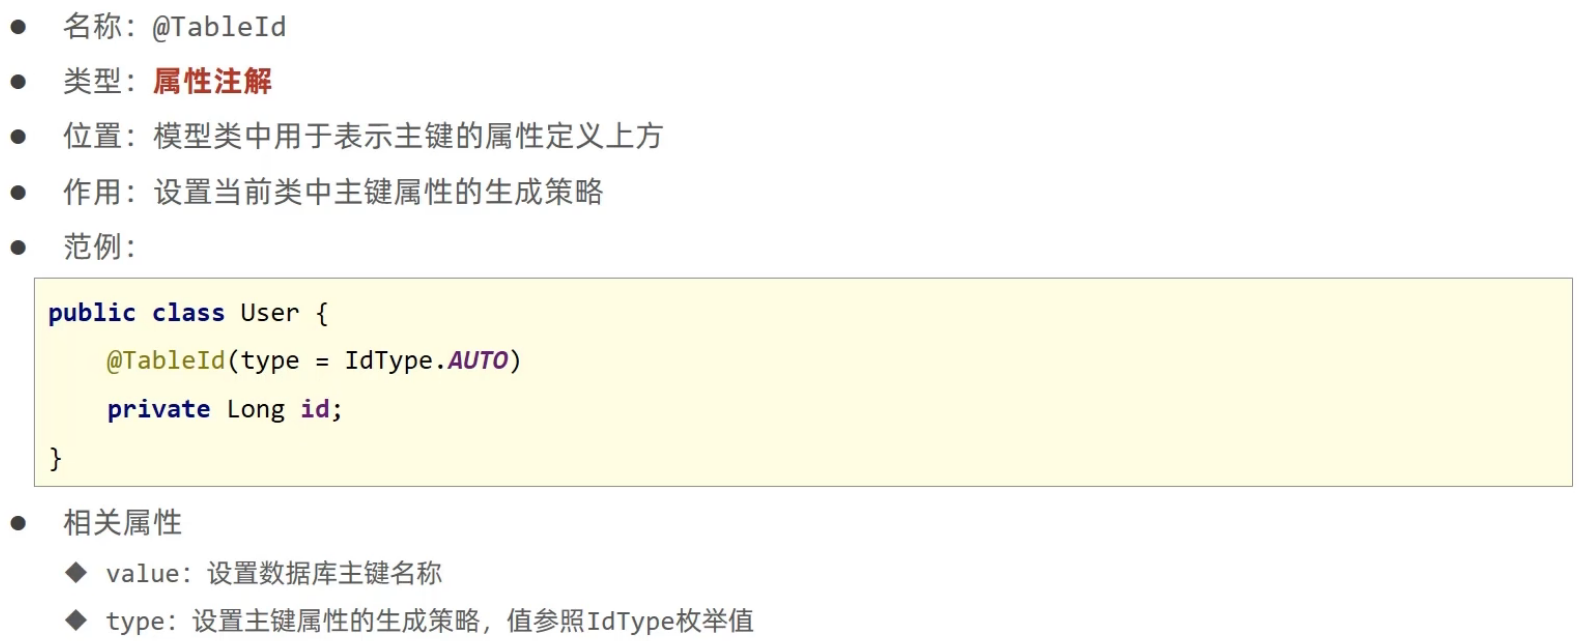 ● 名称：@TableId
● 类型：属性注解
● 位置：模型类中用于表示主键的属性定义上方
● 作用：设置当前类中主键属性的生成策略
● 范例：
public class User {
    @TableId(type = IdType.AUTO)
    private Long id;
}
● 相关属性
◆ value：设置数据库主键名称
◆ type：设置主键属性的生成策略，值参照IdType枚举值